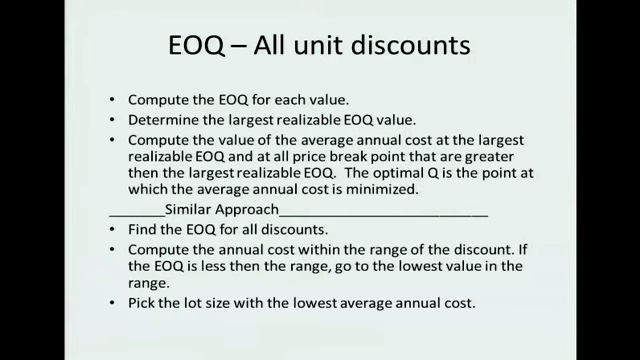 EOQ – All unit discounts
• Compute the EOQ for each value.
• Determine the largest realizable EOQ value.
• Compute the value of the average annual cost at the largest
realizable EOQ and at all price break point that are greater
then the largest realizable EOQ.  The optimal Q is the point at
which the average annual cost is minimized.
_______Similar Approach__________________________
• Find the EOQ for all discounts.
• Compute the annual cost within the range of the discount. If
the EOQ is less then the range, go to the lowest value in the
range.
• Pick the lot size with the lowest average annual cost.